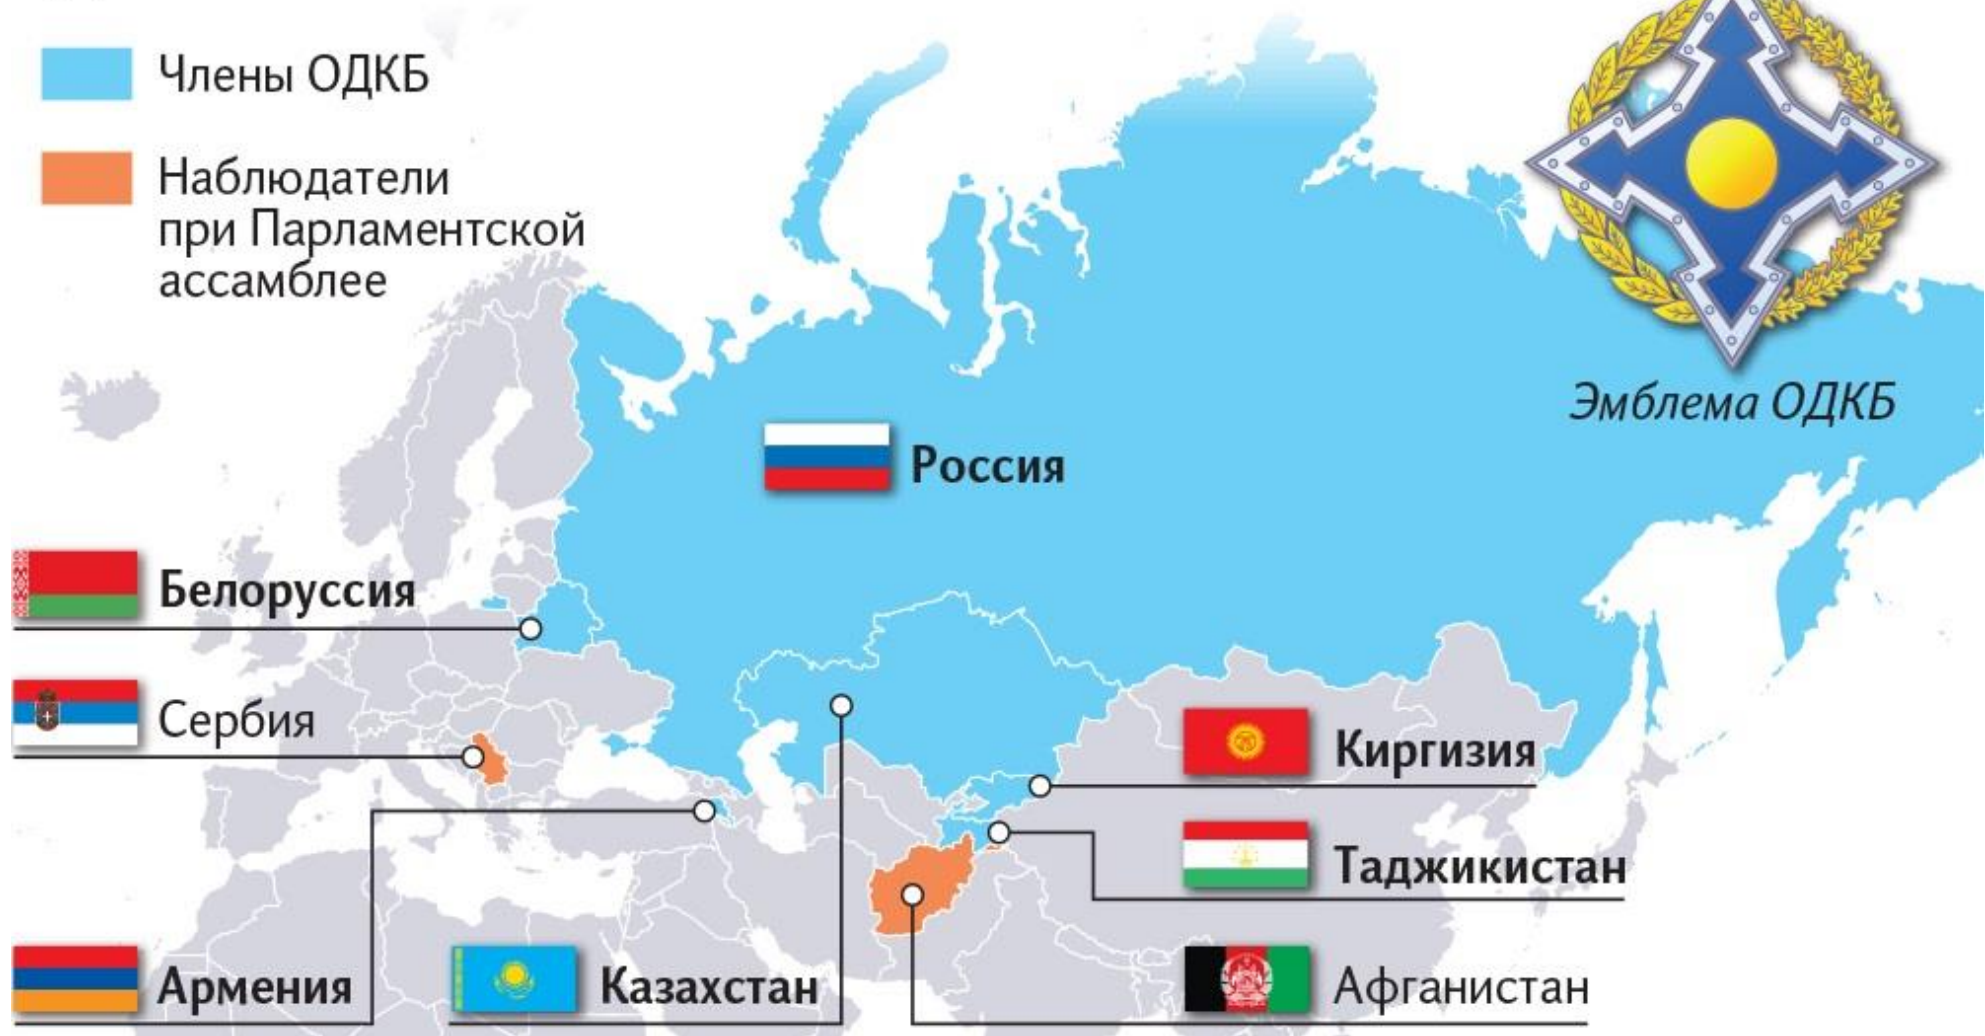 Члены ОДКБ
Наблюдатели
при Парламентской
ассамблее
Эмблема ОДКБ
Россия
Белоруссия
Сербия
Киргизия
Таджикистан
Армения
Казахстан
Афганистан